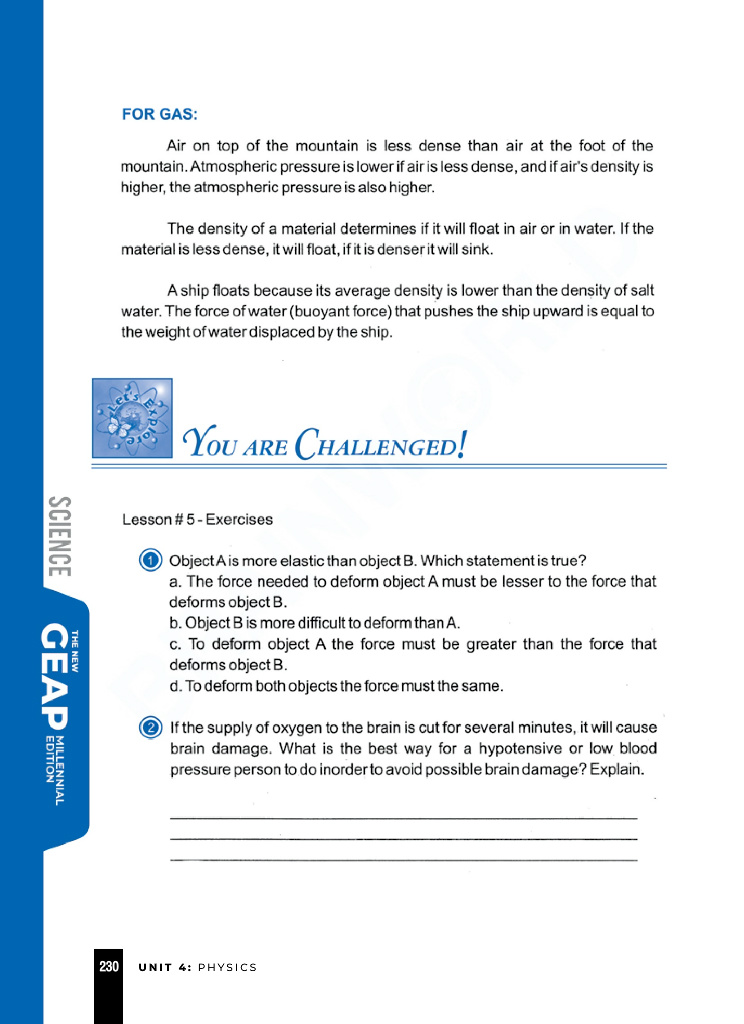 FOR GAS:
Air on top of the mountain is less dense than air at the foot of the
mountain. Atmospheric pressure is lower if air is less dense, and if air's density is
higher, the atmospheric pressure is also higher.
The density of a material determines if it will float in air or in water. If the
material is less dense, it will float, if it is denser it will sink.
A ship floats because its average density is lower than the density of salt
water. The force of water (buoyant force) that pushes the ship upward is equal to
the weight of water displaced by the ship.
Let's Explore
YOU ARE CHALLENGED!
Lesson # 5 - Exercises
1 Object A is more elastic than object B. Which statement is true?
a. The force needed to deform object A must be lesser to the force that
deforms object B.
b. Object B is more difficult to deform than A.
c. To deform object A the force must be greater than the force that
deforms object B.
d. To deform both objects the force must the same.
2 If the supply of oxygen to the brain is cut for several minutes, it will cause
brain damage. What is the best way for a hypotensive or low blood
pressure person to do inorder to avoid possible brain damage? Explain.
SCIENCE
THE NEW
GEAP
MILLENNIAL
EDITION
230 UNIT 4: PHYSICS